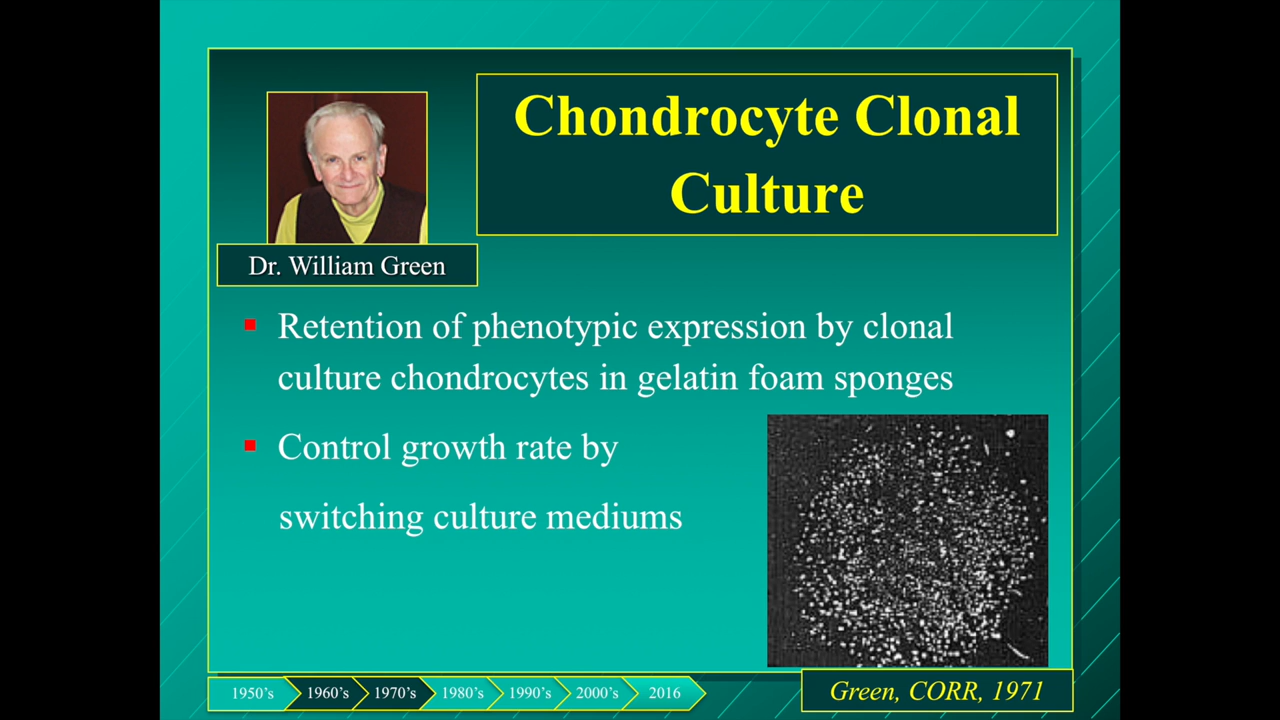 Chondrocyte Clonal
Culture
Dr. William Green
Retention of phenotypic expression by clonal
culture chondrocytes in gelatin foam sponges
Control growth rate by
switching culture mediums
1950's
1960's
1970's
1980's
1990's
2000's
2016
Green, CORR, 1971